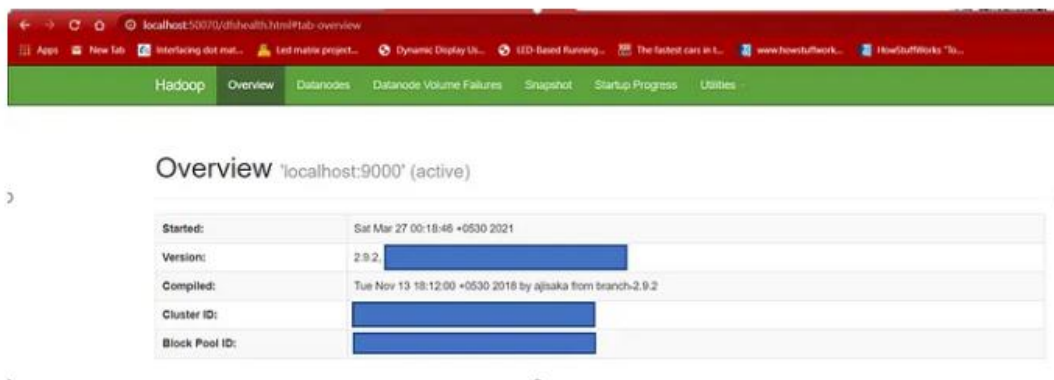 localhost:50070/dfshealth.html#tab-overview
Apps New Tab Interfacing dot mat... Led matrix project... Dynamic Display Us... LED-Based Running... The fastest cars in t... www.howstuffwork... HowStuffWorks "To...
Hadoop Overview Datanodes Datanode Volume Failures Snapshot Startup Progress Utilities
Overview 'localhost:9000' (active)
Started: Sat Mar 27 00:18:46 +0530 2021
Version: 2.9.2,
Compiled: Tue Nov 13 18:12:00 +0530 2018 by ajisaka from branch-2.9.2
Cluster ID:
Block Pool ID: